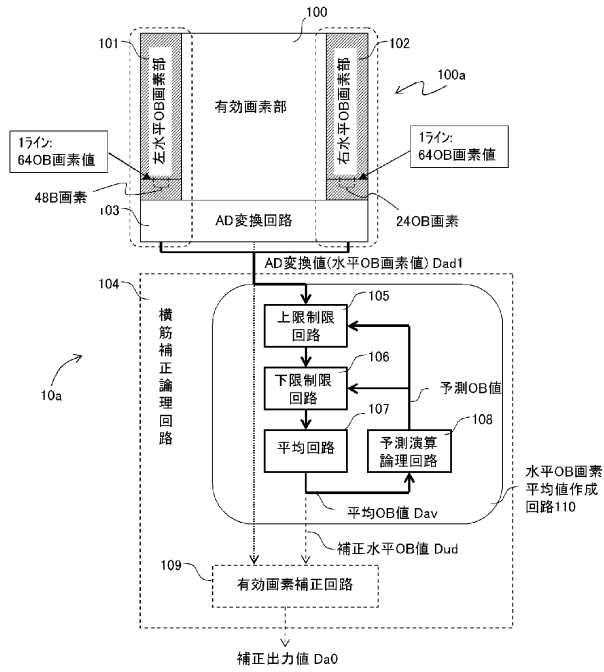 100
101
102
左水平OB画素部
有効画素部
右水平OB画素部
100a
1ライン:
64OB画素値
1ライン:
64OB画素値
48B画素
24OB画素
103
AD変換回路
AD変換値(水平OB画素値) Dad1
104
横筋補正論理回路
105
上限制限
回路
106
下限制限
回路
10a
予測OB値
107
108
平均回路
予測演算
論理回路
水平OB画素
平均値作成
回路110
平均OB値 Dav
補正水平OB値 Dud
109
有効画素補正回路
補正出力値 Da0